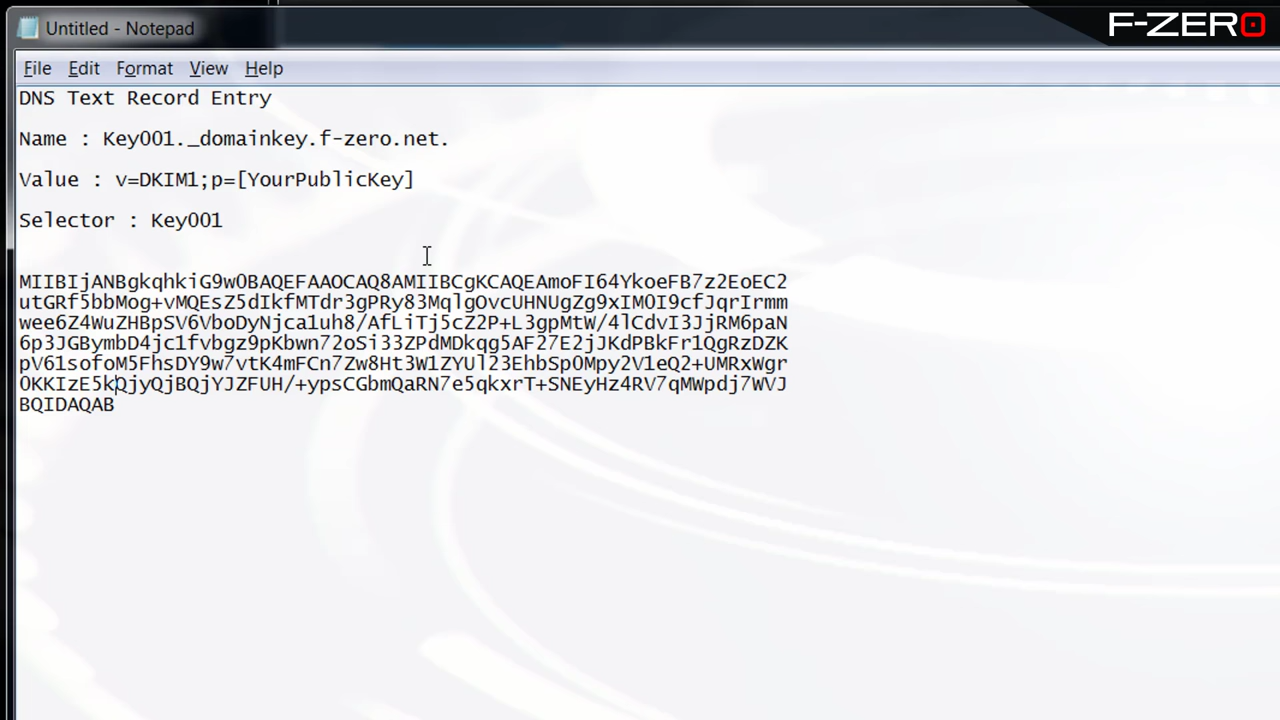 Untitled - Notepad
F-ZERO
File Edit Format View Help
DNS Text Record Entry
Name : Key001._domainkey.f-zero.net.
Value : v=DKIM1;p=[YourPublicKey]
Selector : Key001
MIIBIjANBgkqhkiG9w0BAQEFAAOCAQ8AMIIBCgKCAQEAmoFI64YkoeFB7z2EoEC2
utGRf5bbMog+vMQEsZ5dIkfMTdr3gPRy83MqlgOvcUHNUgZg9xIMOI9cfJqrIrmm
wee6Z4WuZHBpSV6VboDyNjca1uh8/AfLiTj5cZ2P+L3gpMtW/4lCdvI3JjRM6paN
6p3JGBymbD4jc1fvbgz9pKbwn72oSi33ZPdMDkqg5AF27E2jJKdPBkFr1QgRzDZK
pV61sofoM5FhsDY9w7vtK4mFCn7Zw8Ht3W1ZYUl23EhbSp0Mpy2V1eQ2+UMRxWgr
OKKIzE5kQjyQjBQjYJZFUH/+ypsCGbmQaRN7e5qkxrT+SNEyHz4RV7qMWpdj7WVJ
BQIDAQAB